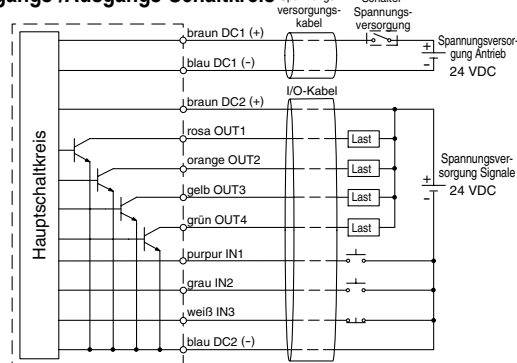 gangs-/Ausgangs-Schaltkreis
versorgungs-
kabel
Spannungs-
versorgung
braun DC1 (+)
blau DC1 (-)
Spannungsversor-
gung Antrieb
24 VDC
+
-
I/O-Kabel
braun DC2 (+)
rosa OUT1
Last
orange OUT2
Last
gelb OUT3
Last
grün OUT4
Last
Spannungsver-
sorgung Signale
24 VDC
+
-
Hauptschaltkreis
purpur IN1
grau IN2
weiß IN3
blau DC2 (-)